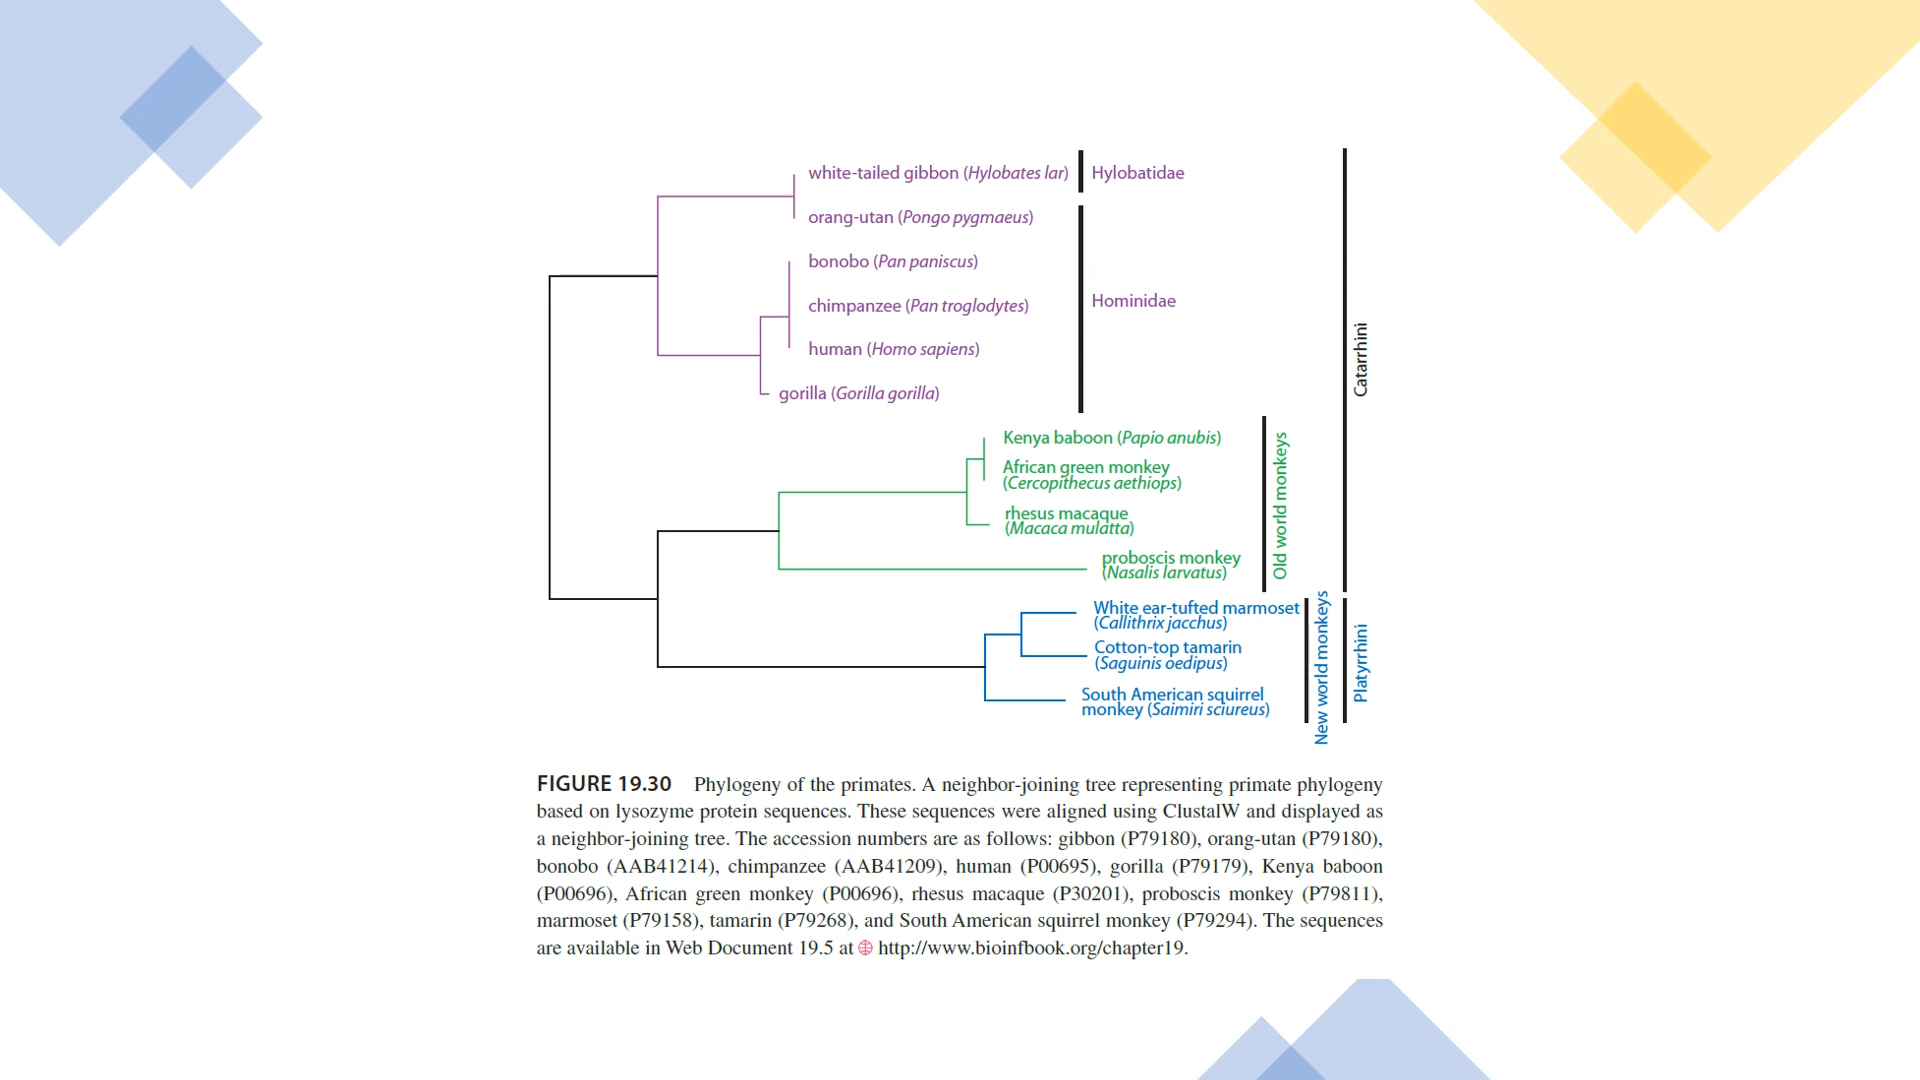 white-tailed gibbon (Hylobates lar)
Hylobatidae
orang-utan (Pongo pygmaeus)
bonobo (Pan paniscus)
chimpanzee (Pan troglodytes)
Hominidae
human (Homo sapiens)
gorilla (Gorilla gorilla)
Catarrhini
Kenya baboon (Papio anubis)
African green monkey
(Cercopithecus aethiops)
rhesus macaque
(Macaca mulatta)
proboscis monkey
(Nasalis larvatus)
Old world monkeys
White ear-tufted marmoset
(Callithrix jacchus)
Cotton-top tamarin
(Saguinis oedipus)
South American squirrel
monkey (Saimiri sciureus)
New world monkeys
Platyrrhini
FIGURE 19.30 Phylogeny of the primates. A neighbor-joining tree representing primate phylogeny
based on lysozyme protein sequences. These sequences were aligned using ClustalW and displayed as
a neighbor-joining tree. The accession numbers are as follows: gibbon (P79180), orang-utan (P79180),
bonobo (AAB41214), chimpanzee (AAB41209), human (P00695), gorilla (P79179), Kenya baboon
(P00696), African green monkey (P00696), rhesus macaque (P30201), proboscis monkey (P79811),
marmoset (P79158), tamarin (P79268), and South American squirrel monkey (P79294). The sequences
are available in Web Document 19.5 at http://www.bioinfbook.org/chapter19.